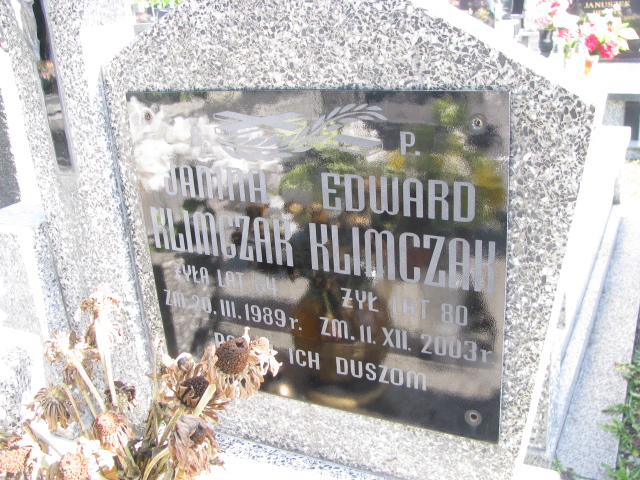 JANUSZEK
P.
JANINA EDWARD
KLIMCZAK KLIMCZAK
ŻYŁA LAT 64 ŻYŁ LAT 80
ZM. 20. III. 1989 r. ZM. 11. XII. 2003 r
ICH DUSZOM